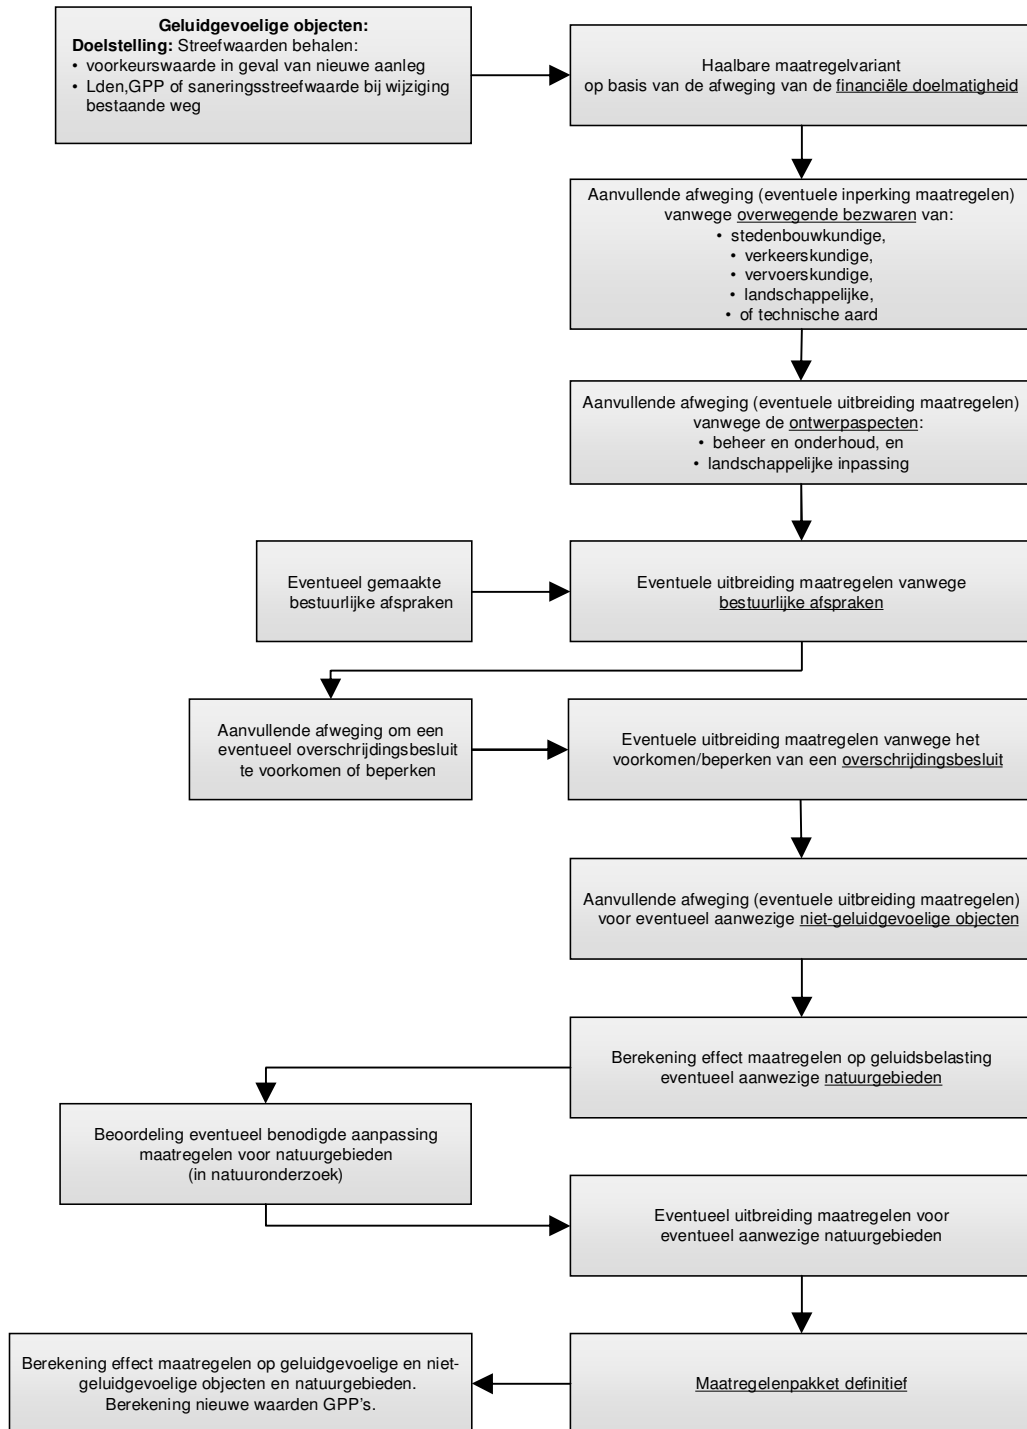 Geluidgevoelige objecten:
Doelstelling: Streefwaarden behalen:
• voorkeurswaarde in geval van nieuwe aanleg
• Lden,GPP of saneringsstreefwaarde bij wijziging
bestaande weg
Haalbare maatregelvariant
op basis van de afweging van de financiële doelmatigheid
Aanvullende afweging (eventuele inperking maatregelen)
vanwege overwegende bezwaren van:
• stedenbouwkundige,
• verkeerskundige,
• vervoerskundige,
• landschappelijke,
• of technische aard
Aanvullende afweging (eventuele uitbreiding maatregelen)
vanwege de ontwerpaspecten:
• beheer en onderhoud, en
• landschappelijke inpassing
Eventueel gemaakte
bestuurlijke afspraken
Eventuele uitbreiding maatregelen vanwege
bestuurlijke afspraken
Aanvullende afweging om een
eventueel overschrijdingsbesluit
te voorkomen of beperken
Eventuele uitbreiding maatregelen vanwege het
voorkomen/beperken van een overschrijdingsbesluit
Aanvullende afweging (eventuele uitbreiding maatregelen)
voor eventueel aanwezige niet-geluidgevoelige objecten
Berekening effect maatregelen op geluidsbelasting
eventueel aanwezige natuurgebieden
Beoordeling eventueel benodigde aanpassing
maatregelen voor natuurgebieden
(in natuuronderzoek)
Eventueel uitbreiding maatregelen voor
eventueel aanwezige natuurgebieden
Maatregelenpakket definitief
Berekening effect maatregelen op geluidgevoelige en niet-
geluidgevoelige objecten en natuurgebieden.
Berekening nieuwe waarden GPP's.